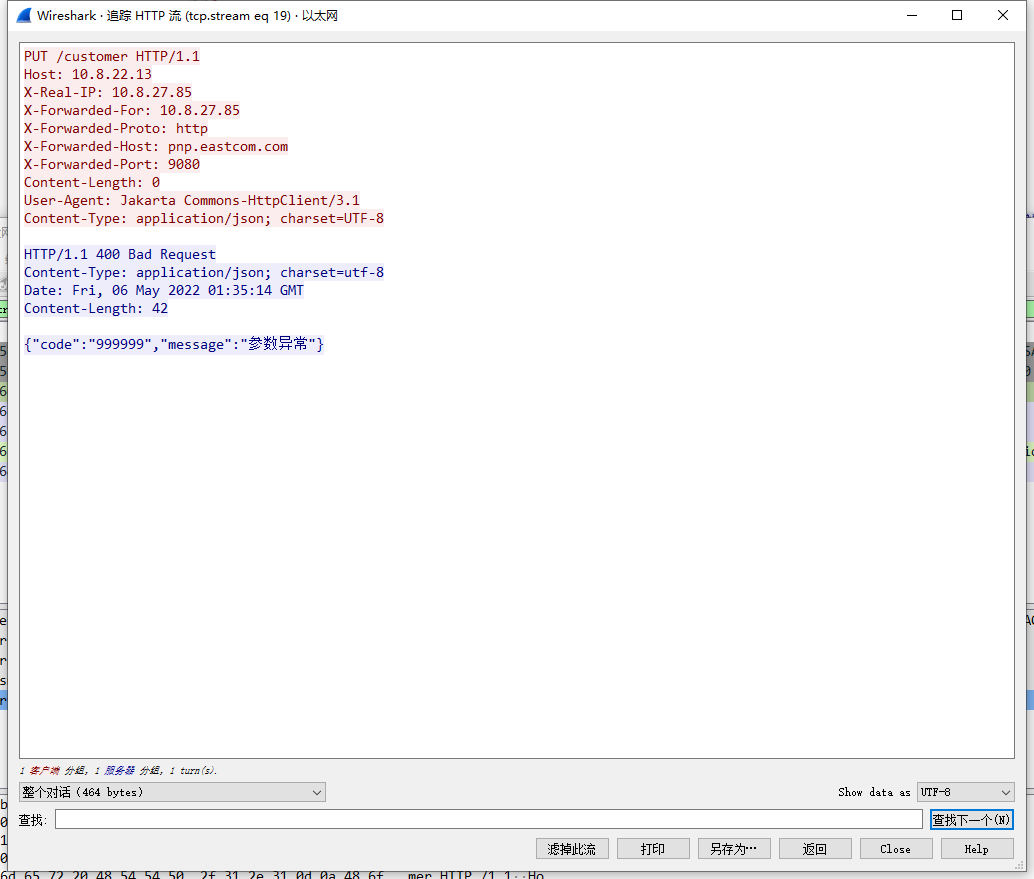 Wireshark · 追踪 HTTP 流 (tcp.stream eq 19) · 以太网
PUT /customer HTTP/1.1
Host: 10.8.22.13
X-Real-IP: 10.8.27.85
X-Forwarded-For: 10.8.27.85
X-Forwarded-Proto: http
X-Forwarded-Host: pnp.eastcom.com
X-Forwarded-Port: 9080
Content-Length: 0
User-Agent: Jakarta Commons-HttpClient/3.1
Content-Type: application/json; charset=UTF-8
HTTP/1.1 400 Bad Request
Content-Type: application/json; charset=utf-8
Date: Fri, 06 May 2022 01:35:14 GMT
Content-Length: 42
{"code":"999999","message":"参数异常"}
1 客户端 分组, 1 服务器 分组, 1 turn(s).
整个对话 (464 bytes)
Show data as UTF-8
查找:
查找下一个(N)
滤掉此流 打印 另存为… 返回 Close Help
6d 65 72 20 48 54 54 50 2f 31 2e 31 0d 0a 48 6f mer HTTP /1.1··Ho